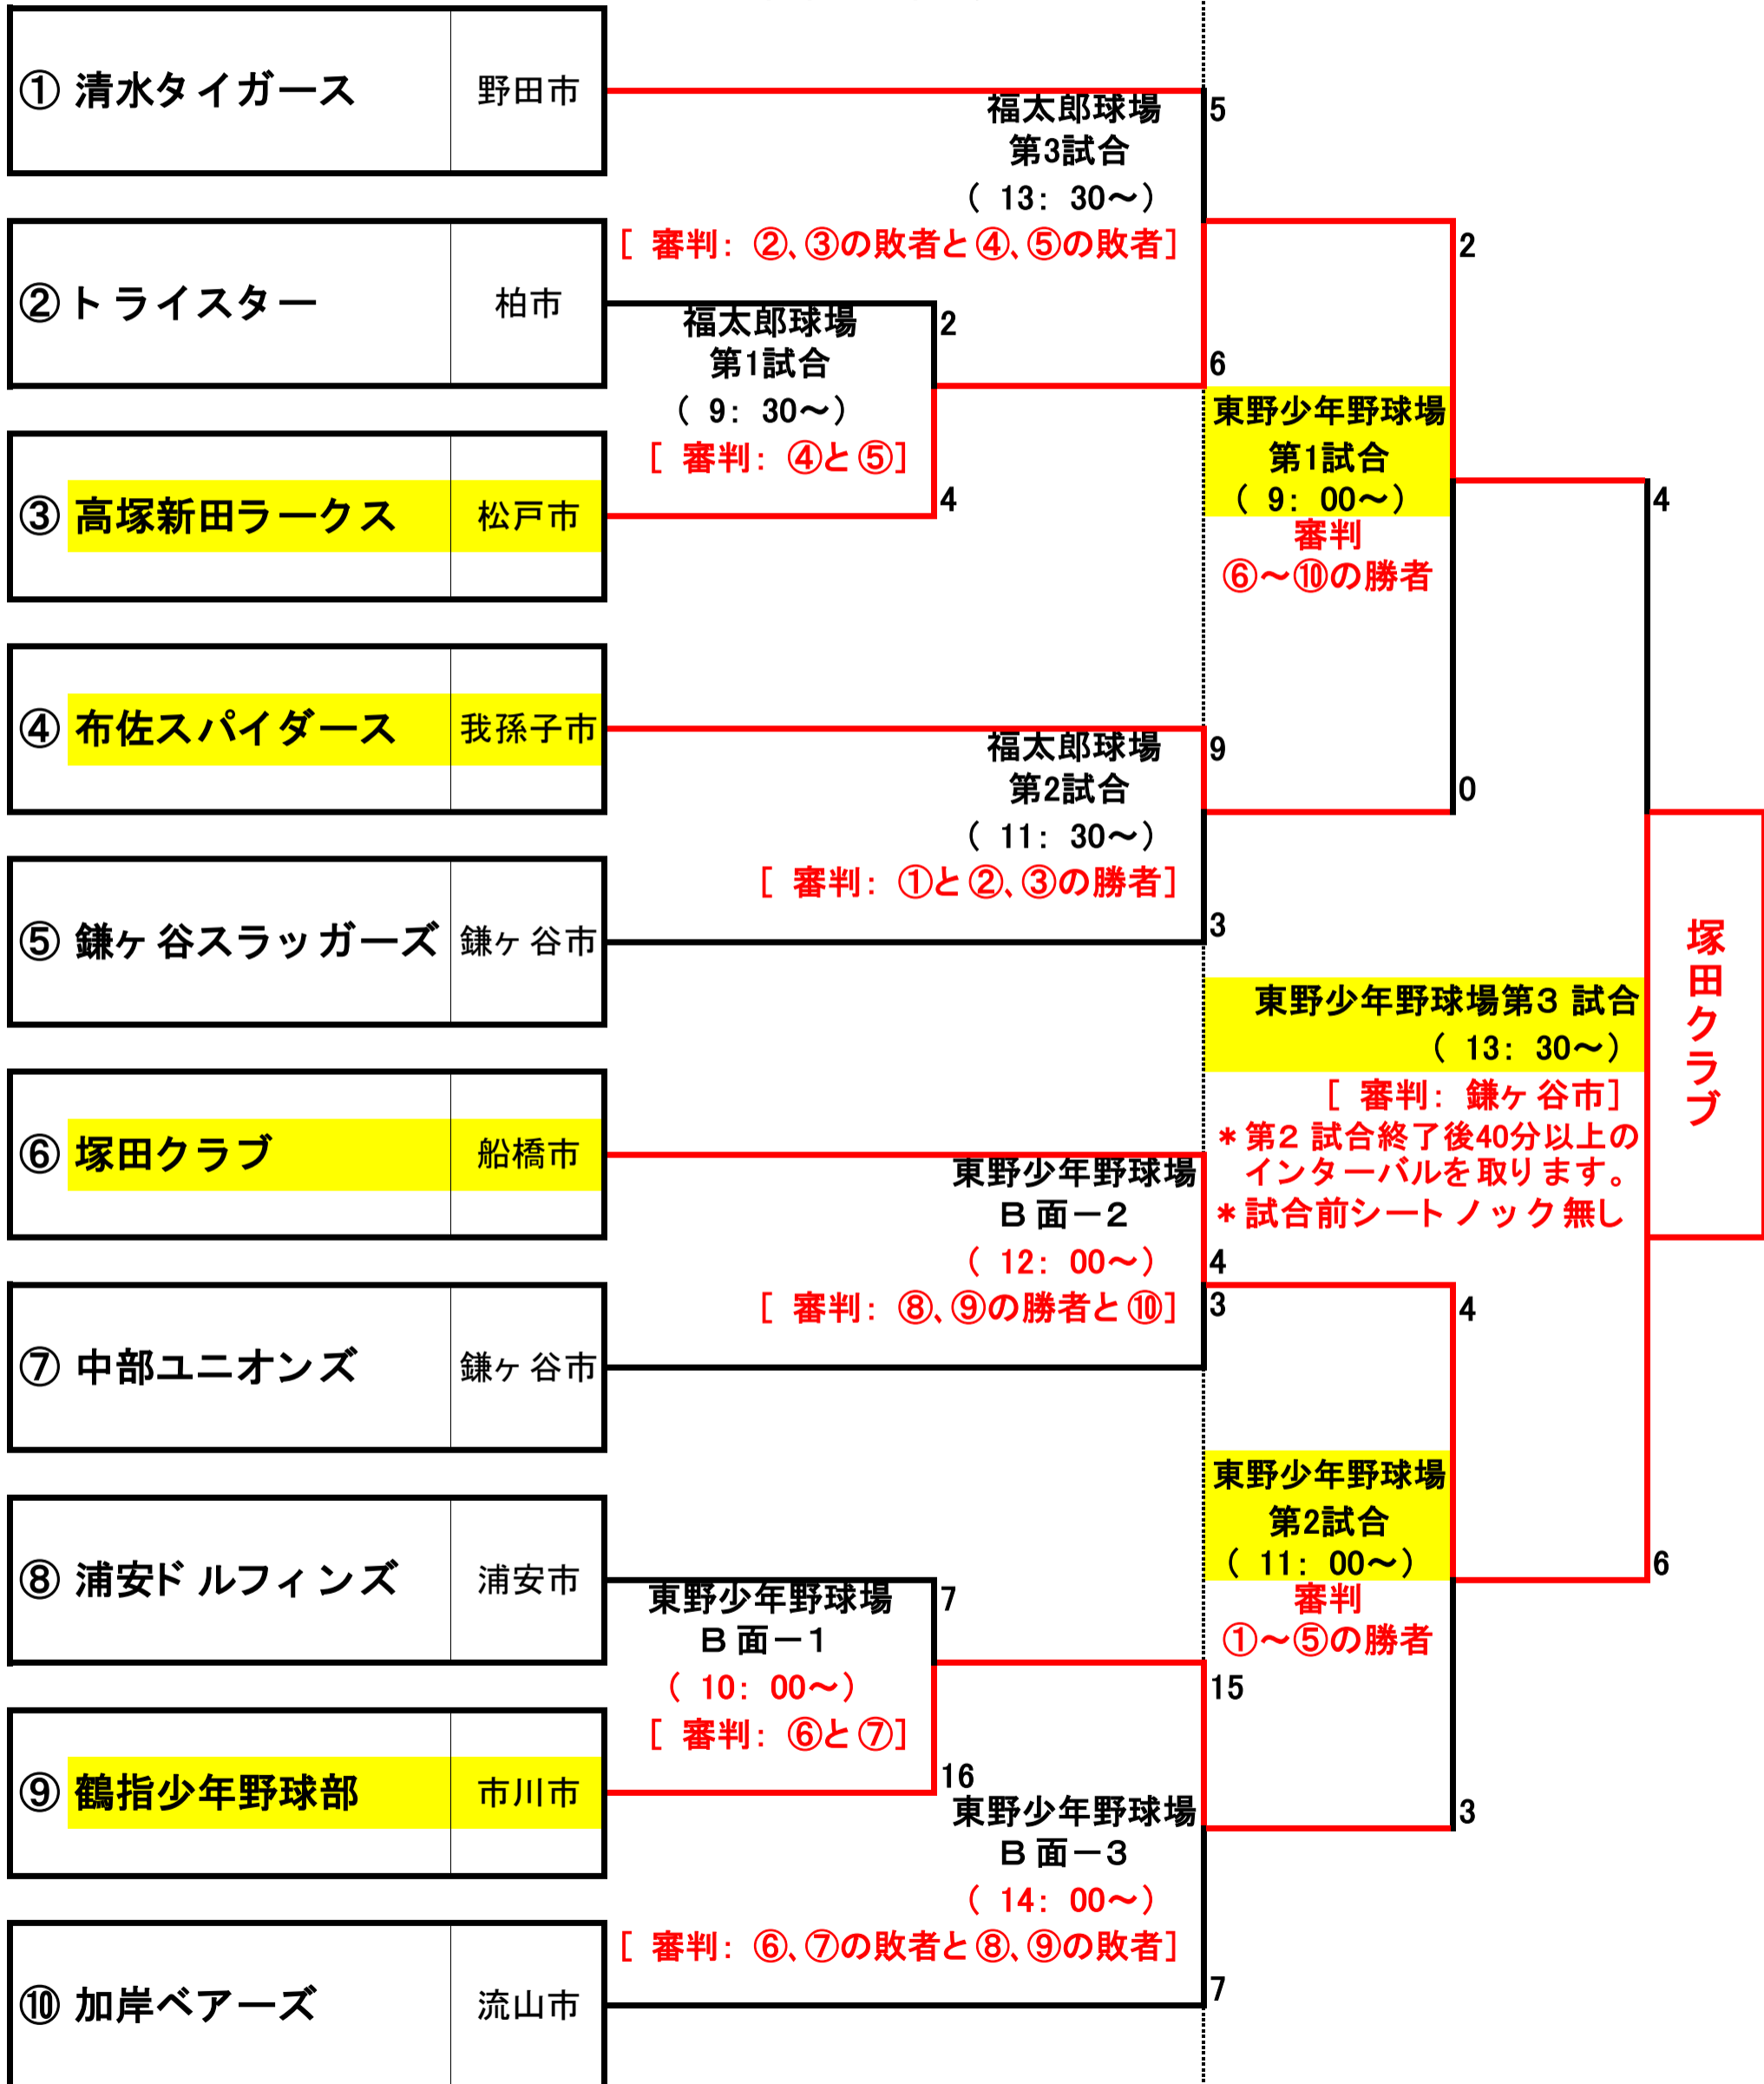 ① 清水タイガース 野田市
福太郎球場
第3試合
（ 13： 30～）
[ 審判： ②、③の敗者と④、⑤の敗者]
5
6
② トライスター 柏市
福太郎球場
第1試合
（ 9： 30～）
[ 審判： ④と⑤]
2
4
③ 高塚新田ラークス 松戸市
2
東野少年野球場
第1試合
（ 9： 00～）
審判
⑥～⑩の勝者
0
4
④ 布佐スパイダース 我孫子市
福太郎球場
第2試合
（ 11： 30～）
[ 審判： ①と②、③の勝者]
9
3
⑤ 鎌ヶ谷スラッガーズ 鎌ヶ谷市
東野少年野球場第3 試合
（ 13： 30～）
[ 審判： 鎌ヶ谷市]
＊第2 試合終了後40分以上の
インターバルを取ります。
＊試合前シートノック無し
塚田クラブ
⑥ 塚田クラブ 船橋市
東野少年野球場
B 面－2
（ 12： 00～）
[ 審判： ⑧、⑨の勝者と⑩]
4
3
⑦ 中部ユニオンズ 鎌ヶ谷市
4
東野少年野球場
第2試合
（ 11： 00～）
審判
①～⑤の勝者
3
6
⑧ 浦安ドルフィンズ 浦安市
東野少年野球場
B 面－1
（ 10： 00～）
[ 審判： ⑥と⑦]
7
16
⑨ 鶴指少年野球部 市川市
15
東野少年野球場
B 面－3
（ 14： 00～）
[ 審判： ⑥、⑦の敗者と⑧、⑨の敗者]
7
⑩ 加岸ベアーズ 流山市